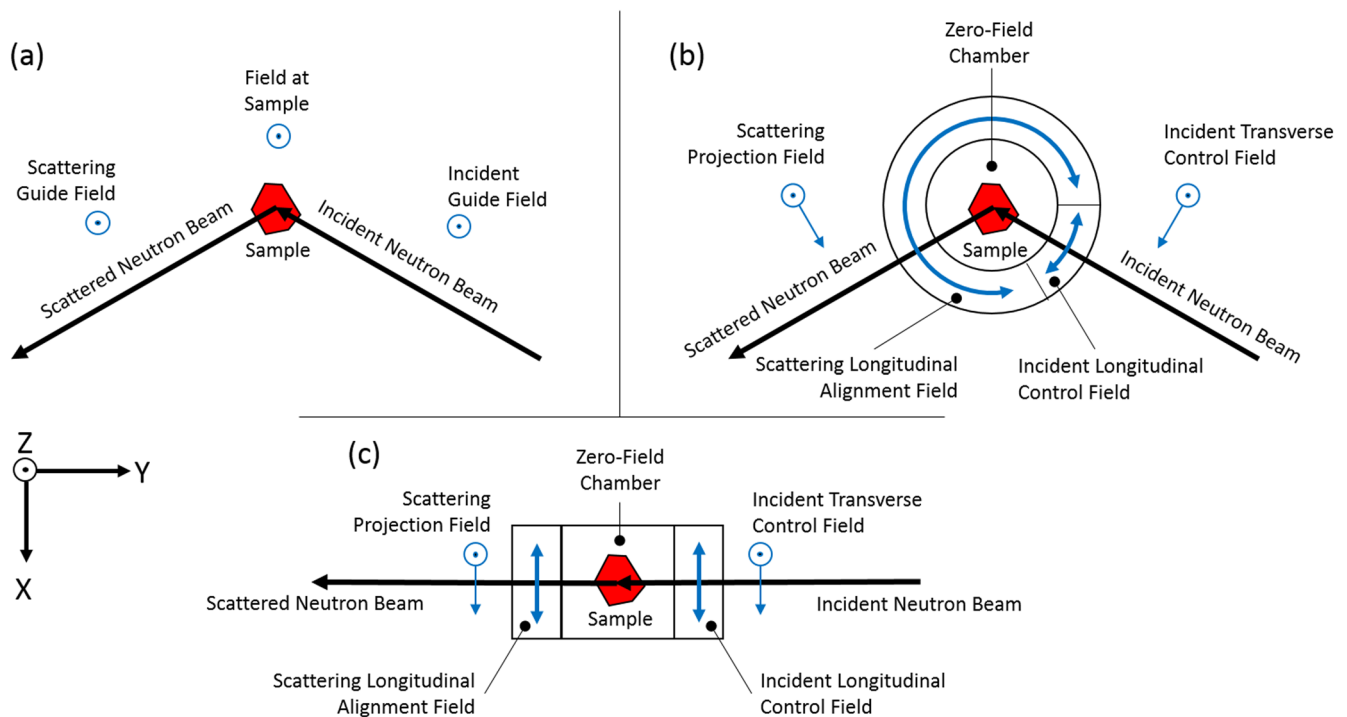 (a)
Field at
Sample
Scattering
Guide Field
Incident
Guide Field
Scattered Neutron Beam
Incident Neutron Beam
Sample
(b)
Zero-Field
Chamber
Scattering
Projection Field
Incident Transverse
Control Field
Sample
Scattered Neutron Beam
Incident Neutron Beam
Scattering Longitudinal
Alignment Field
Incident Longitudinal
Control Field
Z
Y
X
(c)
Zero-Field
Chamber
Scattering
Projection Field
Incident Transverse
Control Field
Scattered Neutron Beam
Sample
Incident Neutron Beam
Scattering Longitudinal
Alignment Field
Incident Longitudinal
Control Field